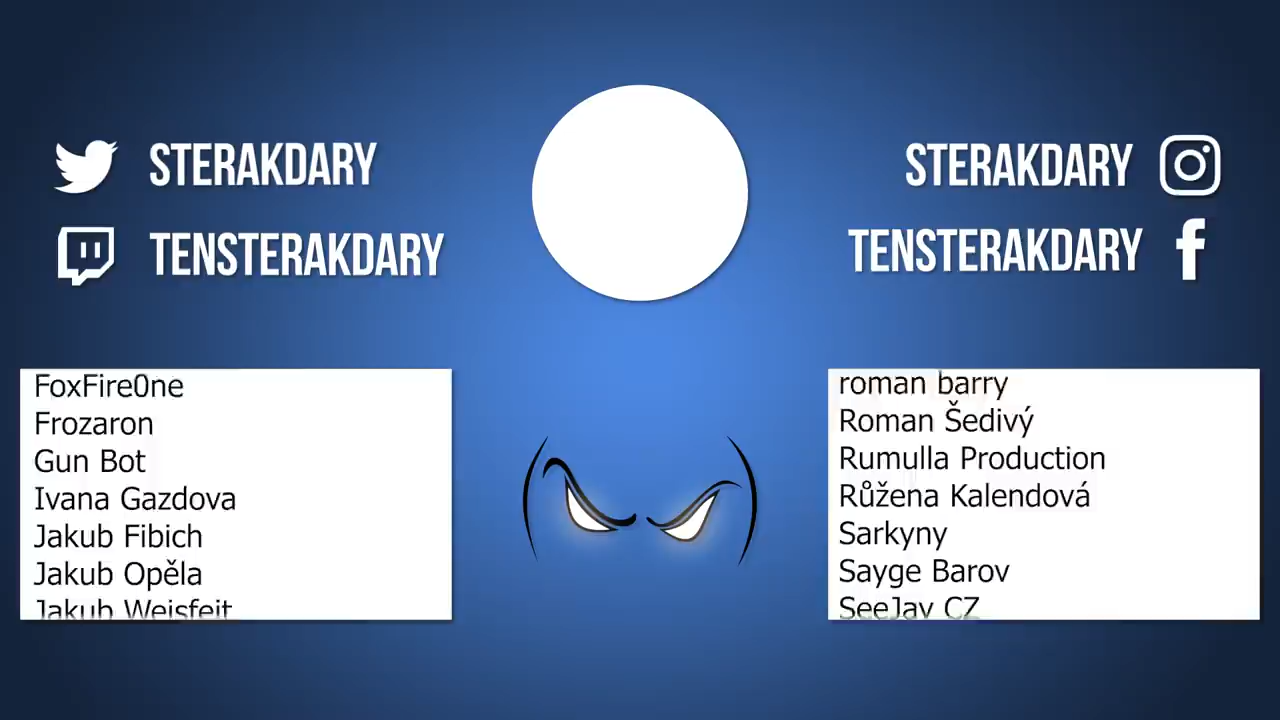 STERAKDARY
TENSTERAKDARY
STERAKDARY
TENSTERAKDARY
FoxFire0ne
Frozaron
Gun Bot
Ivana Gazdova
Jakub Fibich
Jakub Opěla
Jakub Weisfeit
roman barry
Roman Šedivý
Rumulla Production
Růžena Kalendová
Sarkyny
Sayge Barov
SeeJay CZ